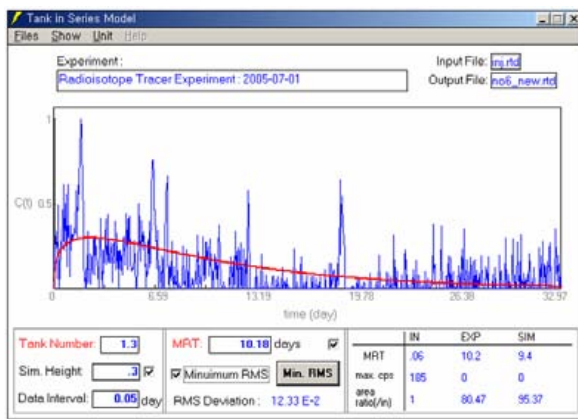 Tank in Series Model
Files Show Unit Help
Experiment :
Radioisotope Tracer Experiment : 2005-07-01
Input File: inj.rtd
Output File: no6_new.rtd
1
C(t)
0.5
0 6.59 13.19 19.78 26.38 32.97
time (day)
Tank Number: 1.3
Sim. Height .3
Data Interval: 0.05 day
MRT: 10.18 days
Minuimum RMS Min. RMS
RMS Deviation : 12.33 E-2
IN EXP SIM
MRT .06 10.2 9.4
max. cps 185 0 0
area ratio(/in) 1 80.47 95.37